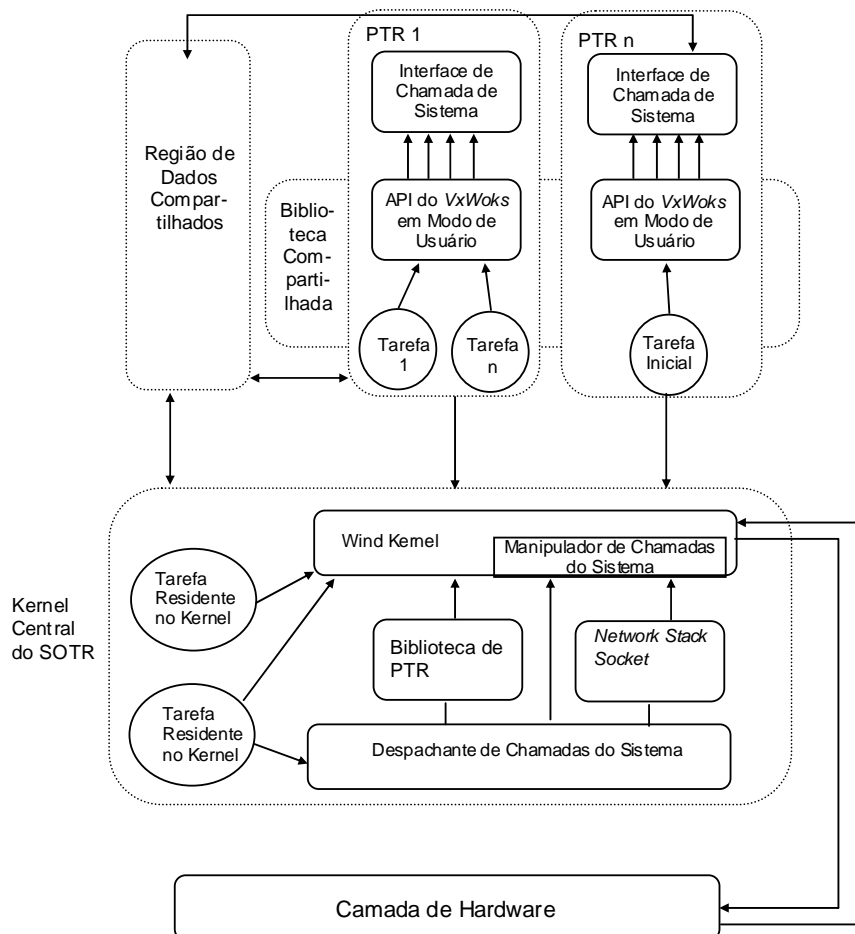 PTR 1
PTR n
Interface de
Chamada de
Sistema
Interface de
Chamada de
Sistema
Região de
Dados
Compar-
tilhados
Biblio-
teca
Com-
parti-
lhada
API do VxWoks
em Modo de
Usuário
API do VxWoks
em Modo de
Usuário
Tarefa
1
Tarefa
n
Tarefa
Inicial
Kernel
Central
do SOTR
Wind Kernel
Manipulador de Chamadas
do Sistema
Tarefa
Residente
no Kernel
Biblioteca de
PTR
Network Stack
Socket
Tarefa
Residente
no Kernel
Despachante de Chamadas do Sistema
Camada de Hardware